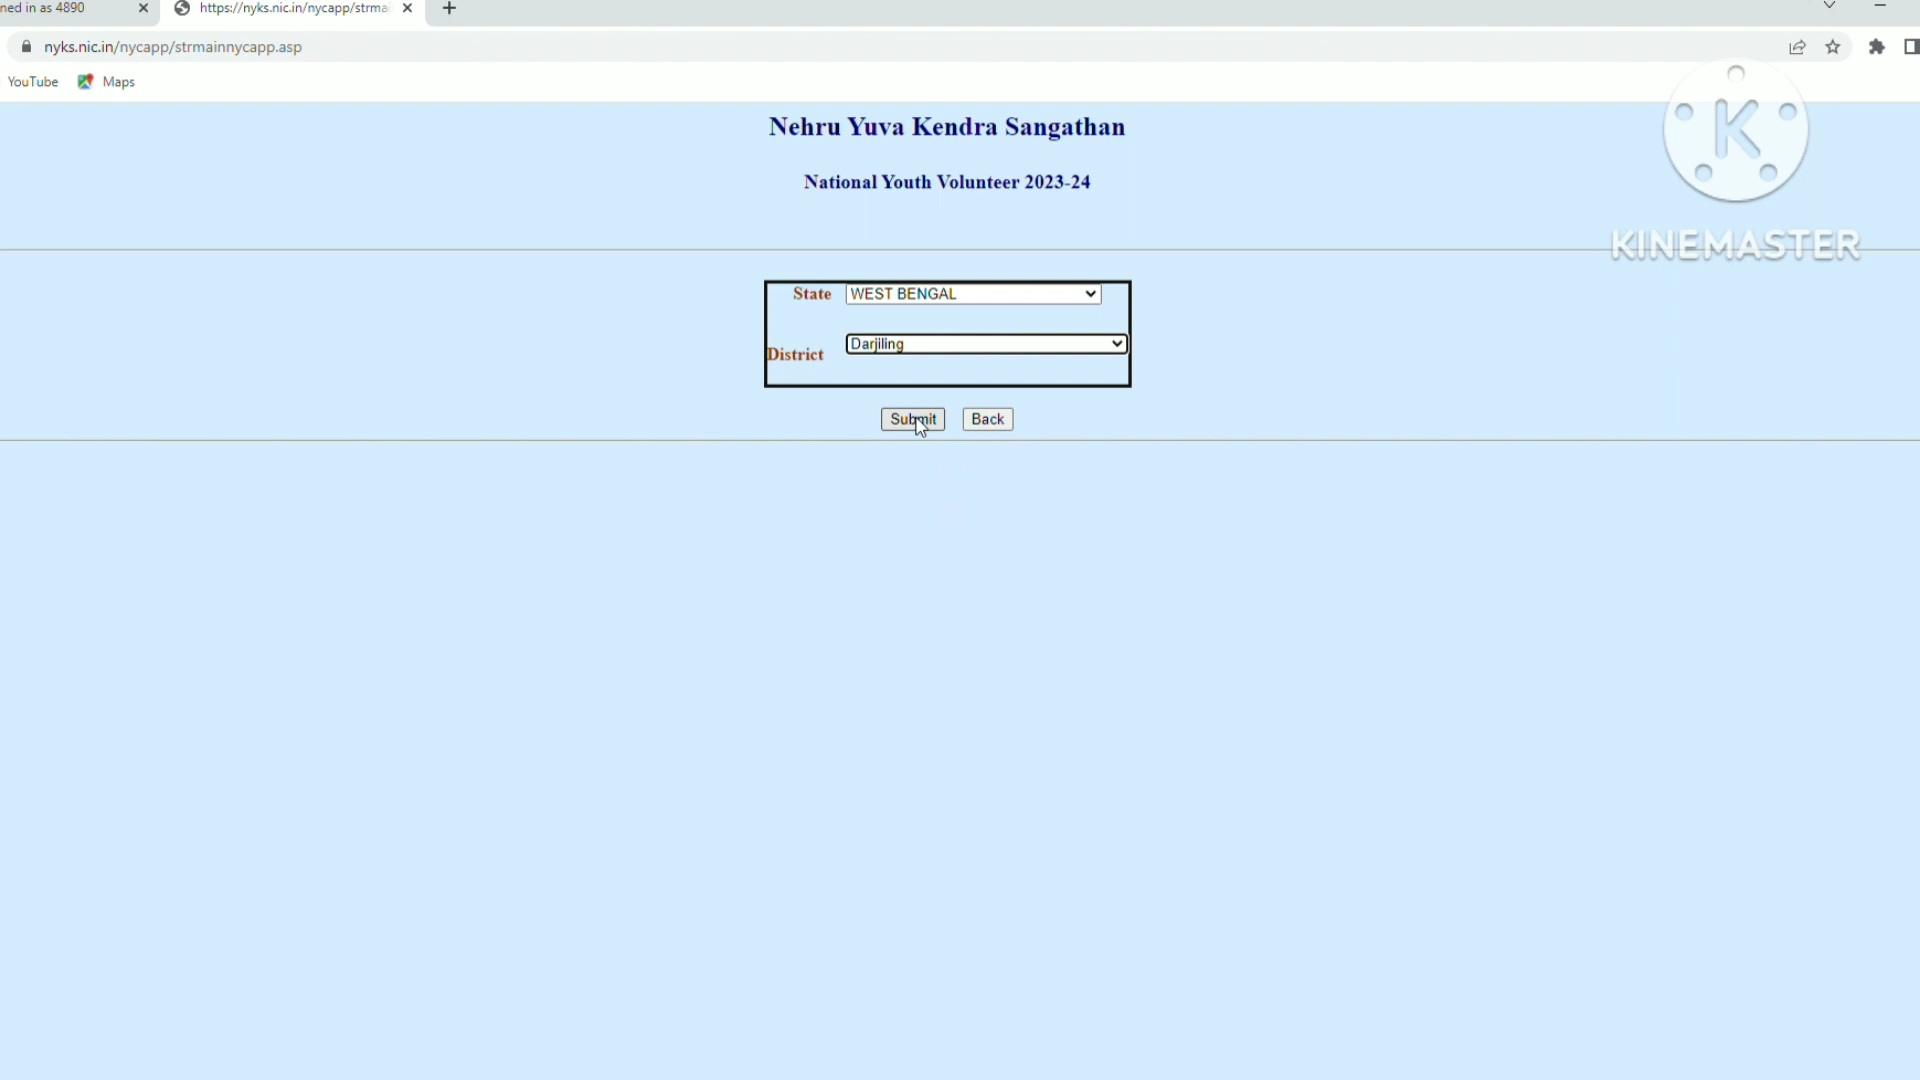 ned in as 4890
https://nyks.nic.in/nycapp/strma
nyks.nic.in/nycapp/strmainnycapp.asp
YouTube Maps
Nehru Yuva Kendra Sangathan
National Youth Volunteer 2023-24
K
KINEMASTER
State WEST BENGAL
District Darjiling
Submit Back